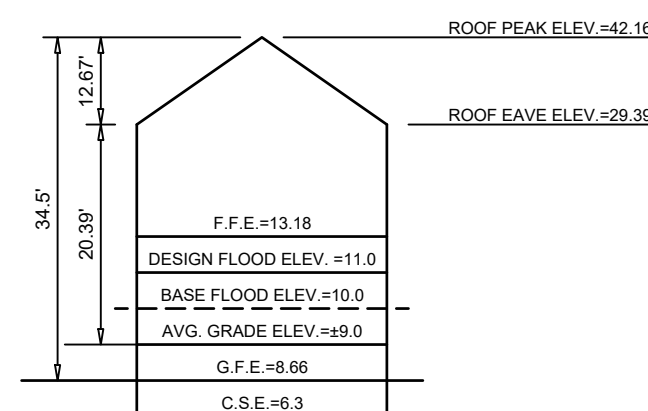 ROOF PEAK ELEV.=42.16
12.67'
ROOF EAVE ELEV.=29.39
34.5'
20.39'
F.F.E.=13.18
DESIGN FLOOD ELEV. =11.0
BASE FLOOD ELEV.=10.0
AVG. GRADE ELEV.=±9.0
G.F.E.=8.66
C.S.E.=6.3